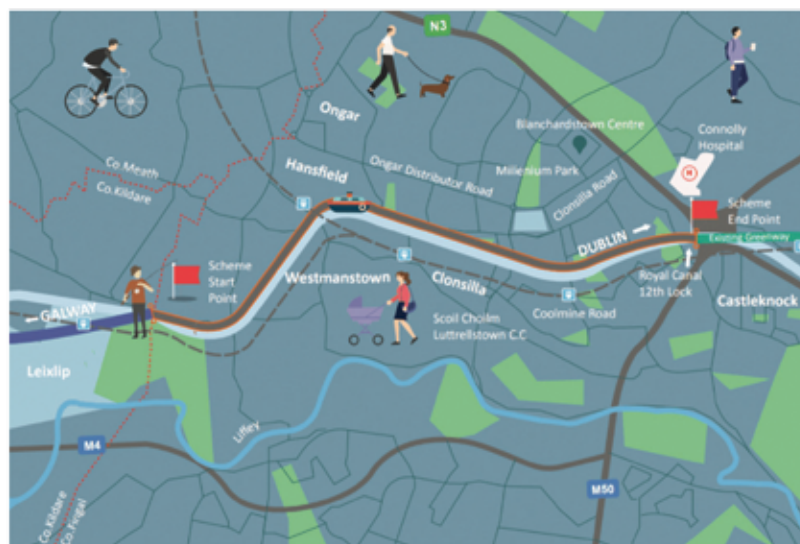 N3
Ongar
Blanchardstown Centre
Connolly
Hospital
H
Co.Meath
Co.Kildare
Hansfield
Ongar Distributor Road
Millenium Park
Clonsilla Road
Scheme
End Point
DUBLIN
Existing Greenway
Scheme
Start
Point
Westmanstown
Clonsilla
Royal Canal
12th Lock
Castleknock
GALWAY
Scoil Choilm
Luttrellstown C.C
Coolmine Road
Leixlip
Liffey
M4
M50
Co.Kildare
Co.Fingal